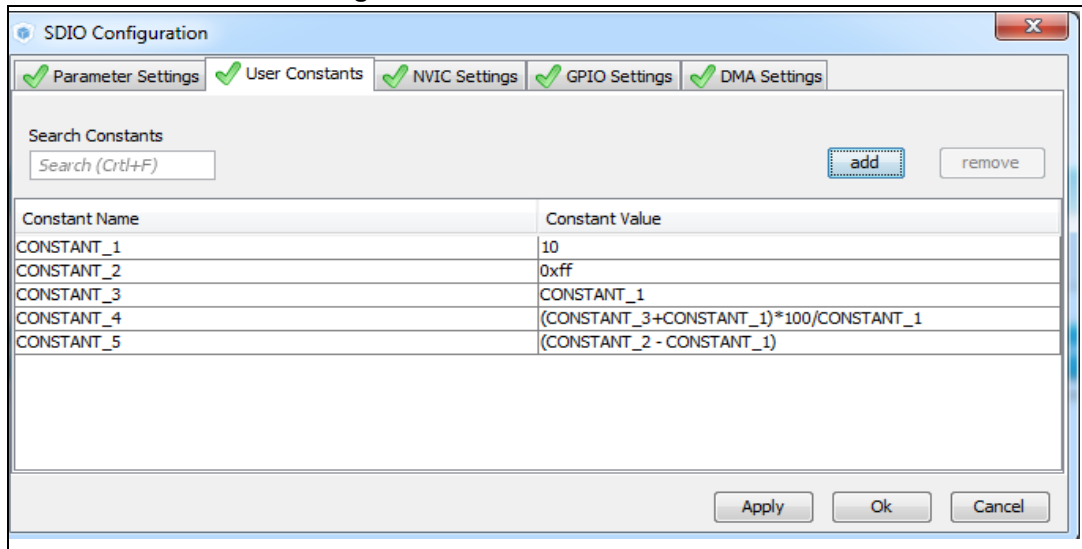 SDIO Configuration
Parameter Settings User Constants NVIC Settings GPIO Settings DMA Settings
Search Constants
Search (Crtl+F)
add remove
Constant Name Constant Value
CONSTANT_1 10
CONSTANT_2 0xff
CONSTANT_3 CONSTANT_1
CONSTANT_4 (CONSTANT_3+CONSTANT_1)*100/CONSTANT_1
CONSTANT_5 (CONSTANT_2 - CONSTANT_1)
Apply Ok Cancel